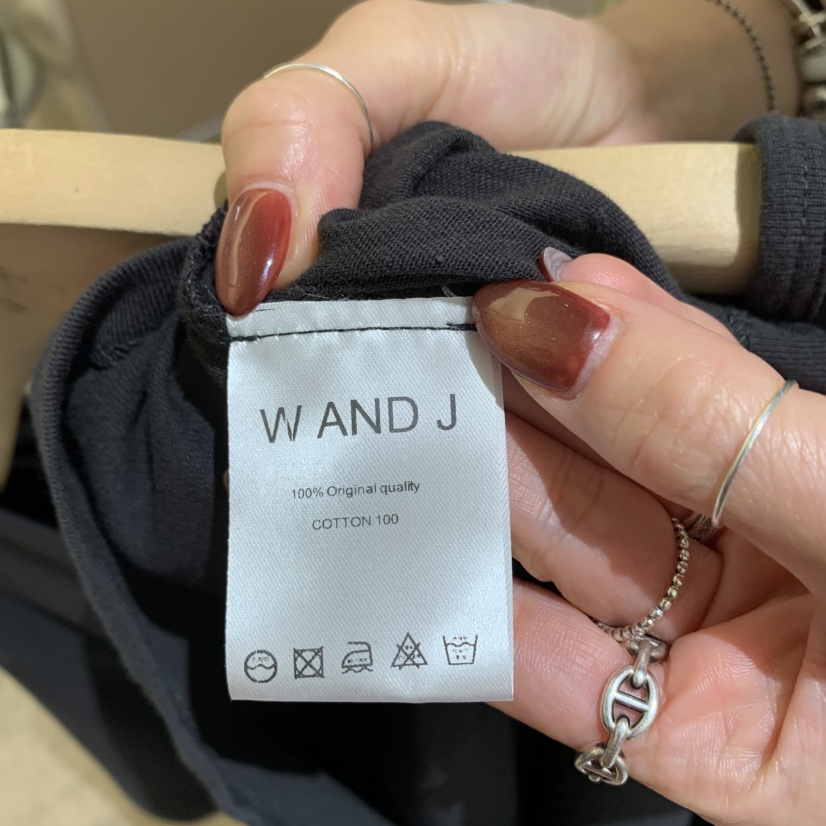 W AND J
100% Original quality
COTTON 100